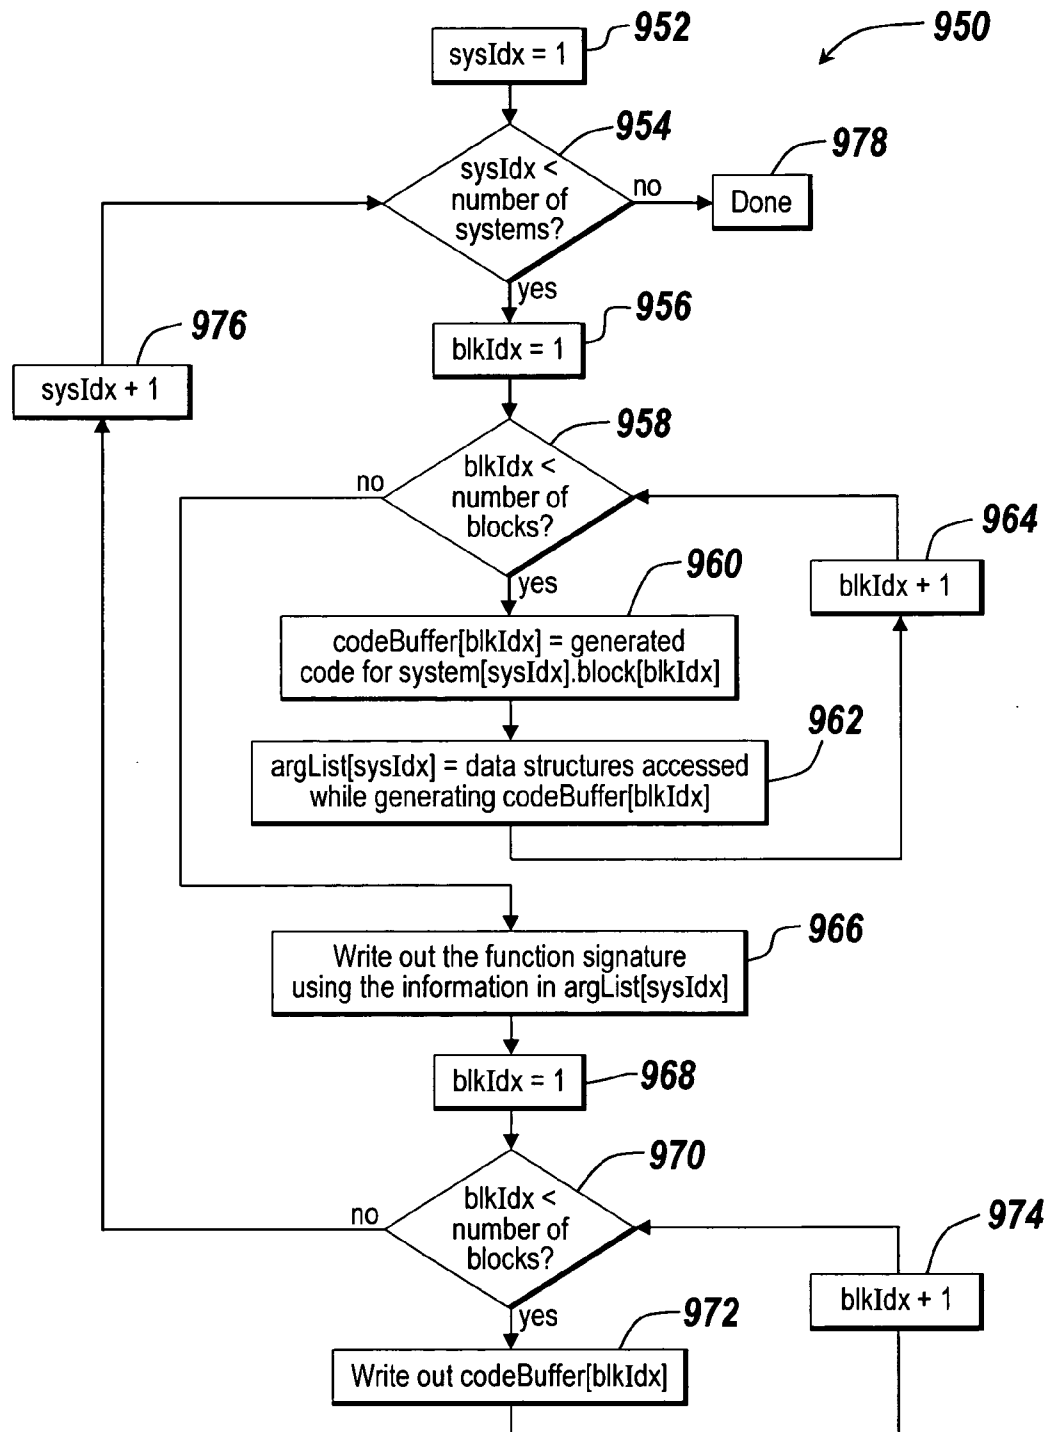 952
950
sysIdx = 1
954
978
sysIdx <
number of
systems?
no
Done
yes
956
976
blkIdx = 1
sysIdx + 1
958
no
blkIdx <
number of
blocks?
964
yes
960
blkIdx + 1
codeBuffer[blkIdx] = generated
code for system[sysIdx].block[blkIdx]
962
argList[sysIdx] = data structures accessed
while generating codeBuffer[blkIdx]
966
Write out the function signature
using the information in argList[sysIdx]
blkIdx = 1
968
970
no
blkIdx <
number of
blocks?
974
yes
972
blkIdx + 1
Write out codeBuffer[blkIdx]